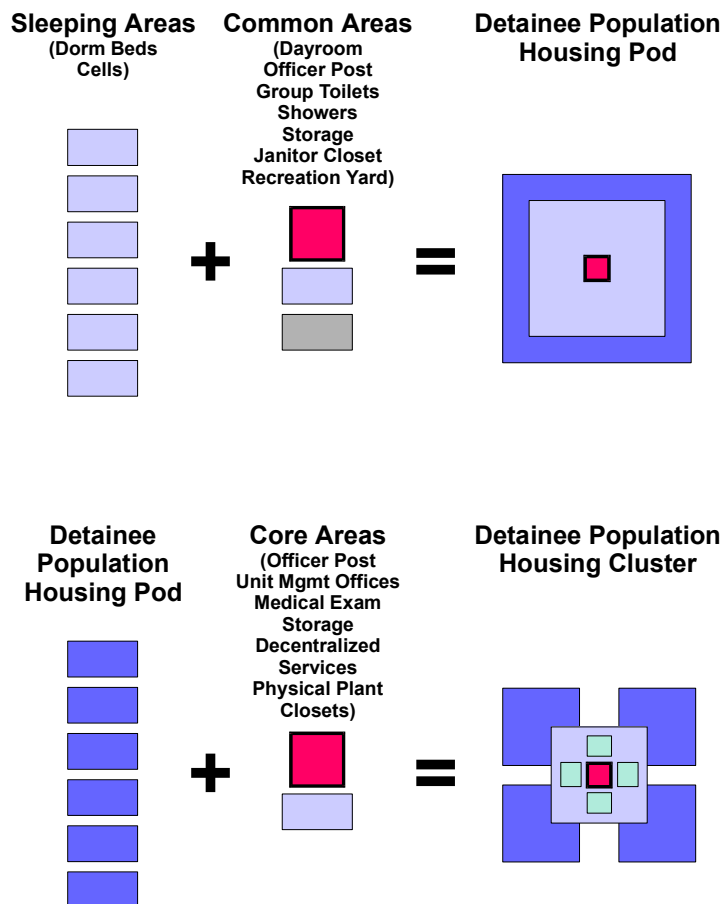 Sleeping Areas
(Dorm Beds
Cells)
Common Areas
(Dayroom
Officer Post
Group Toilets
Showers
Storage
Janitor Closet
Recreation Yard)
Detainee Population
Housing Pod
+
=
Detainee
Population
Housing Pod
Core Areas
(Officer Post
Unit Mgmt Offices
Medical Exam
Storage
Decentralized
Services
Physical Plant
Closets)
Detainee Population
Housing Cluster
+
=